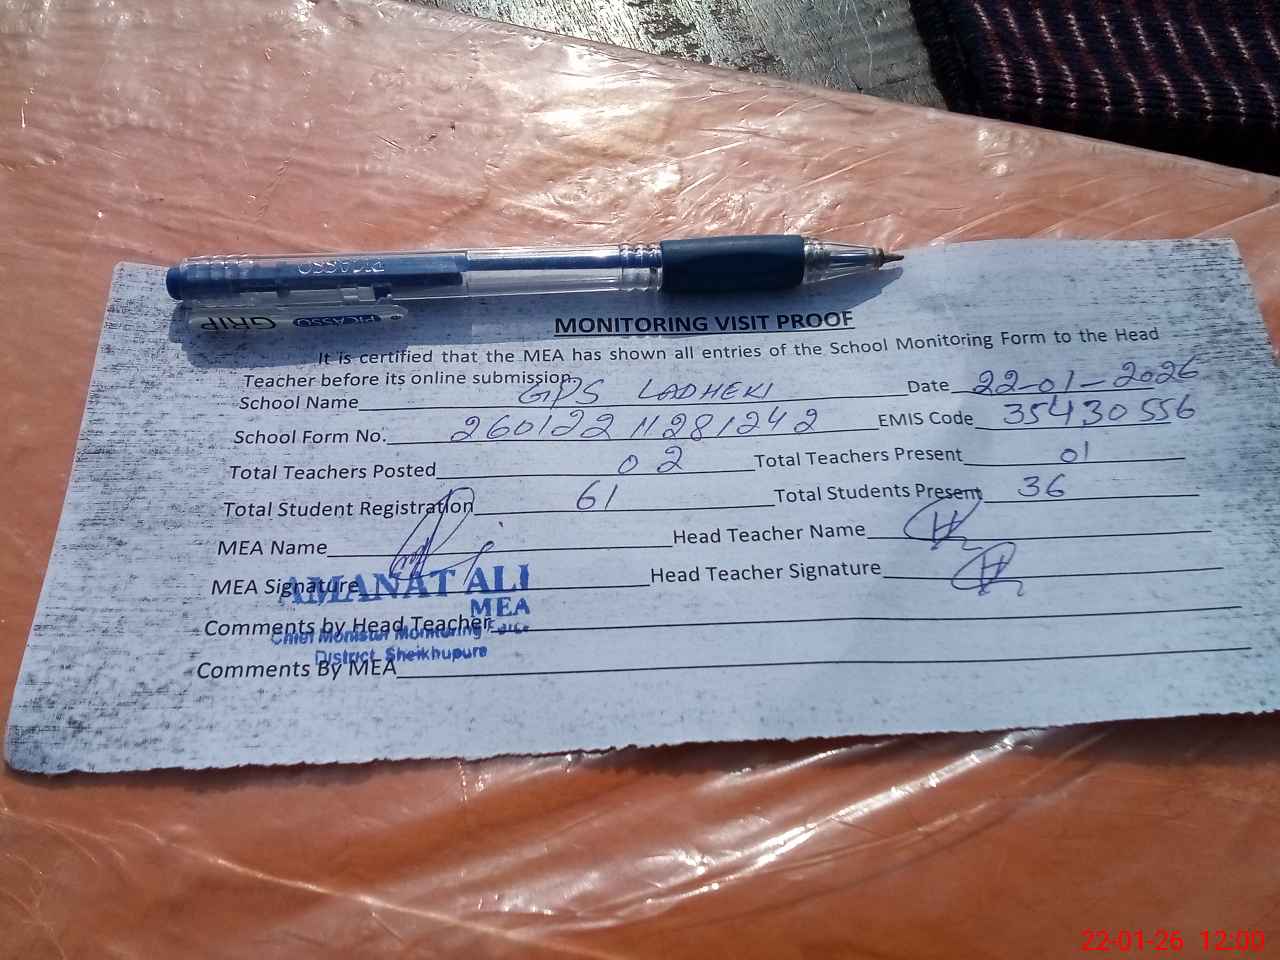 PICASSO
GRIP PICASSO
MONITORING VISIT PROOF
It is certified that the MEA has shown all entries of the School Monitoring Form to the Head
Teacher before its online submission.
School Name GPS LADHEKI Date 22-01-2026
School Form No. 260122 11281242 EMIS Code 35430556
Total Teachers Posted 02 Total Teachers Present 01
Total Student Registration 61 Total Students Present 36
MEA Name Head Teacher Name
MEA Signature Head Teacher Signature
AMANAT ALI
MEA
Comments by Head Teacher
Chief Minister Monitoring Force
District Sheikhupura
Comments By MEA
22-01-26 12:00